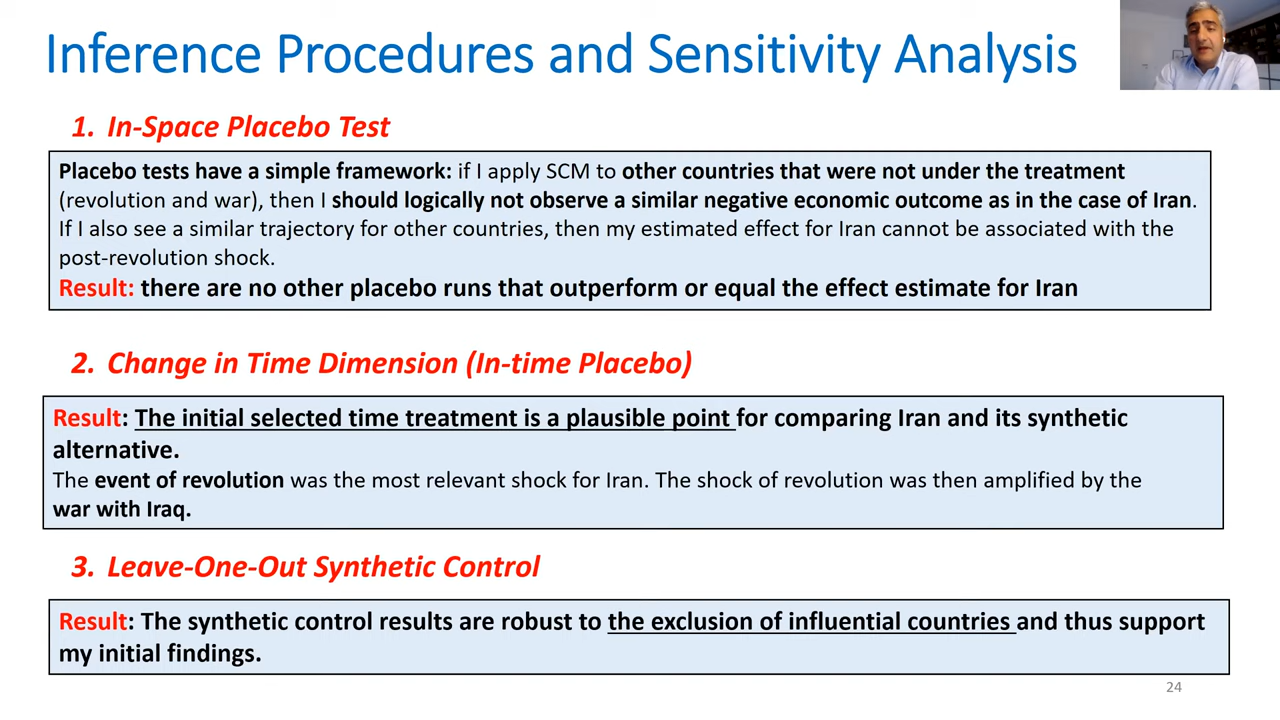 Inference Procedures and Sensitivity Analysis
1. In-Space Placebo Test
Placebo tests have a simple framework: if I apply SCM to other countries that were not under the treatment
(revolution and war), then I should logically not observe a similar negative economic outcome as in the case of Iran.
If I also see a similar trajectory for other countries, then my estimated effect for Iran cannot be associated with the
post-revolution shock.
Result: there are no other placebo runs that outperform or equal the effect estimate for Iran
2. Change in Time Dimension (In-time Placebo)
Result: The initial selected time treatment is a plausible point for comparing Iran and its synthetic
alternative.
The event of revolution was the most relevant shock for Iran. The shock of revolution was then amplified by the
war with Iraq.
3. Leave-One-Out Synthetic Control
Result: The synthetic control results are robust to the exclusion of influential countries and thus support
my initial findings.
24